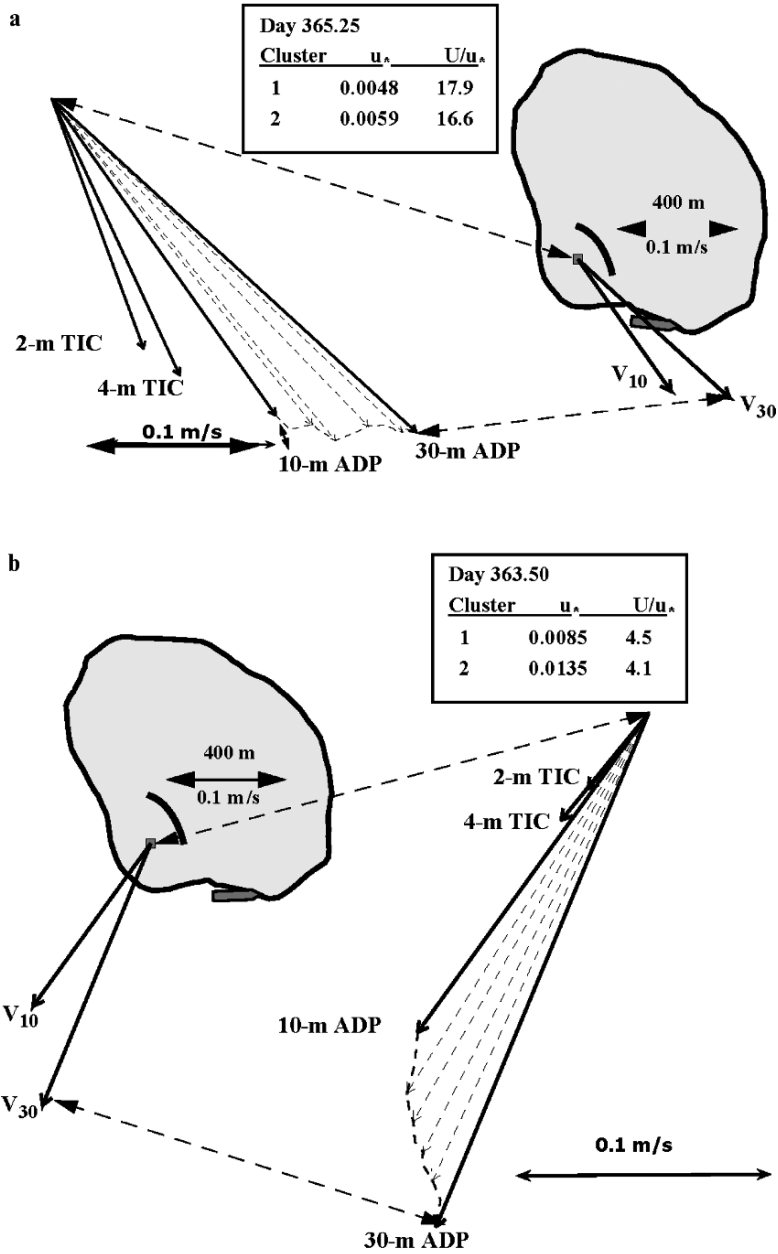 a
Day 365.25
Cluster u* U/u*
1 0.0048 17.9
2 0.0059 16.6
400 m
0.1 m/s
2-m TIC
4-m TIC
V10
V30
0.1 m/s
10-m ADP
30-m ADP
b
Day 363.50
Cluster u* U/u*
1 0.0085 4.5
2 0.0135 4.1
400 m
0.1 m/s
2-m TIC
4-m TIC
V10
10-m ADP
V30
0.1 m/s
30-m ADP